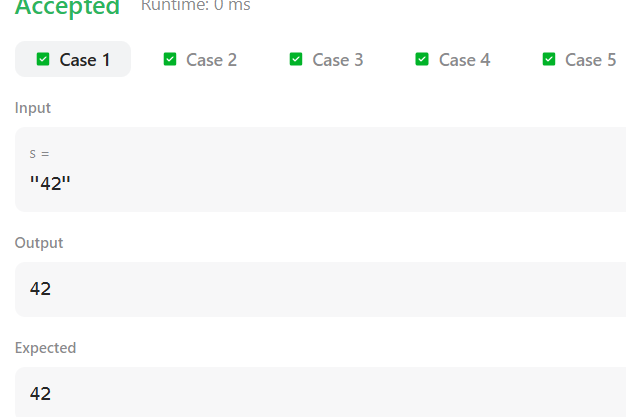 Accepted Runtime: 0 ms
Case 1 Case 2 Case 3 Case 4 Case 5
Input
s =
"42"
Output
42
Expected
42